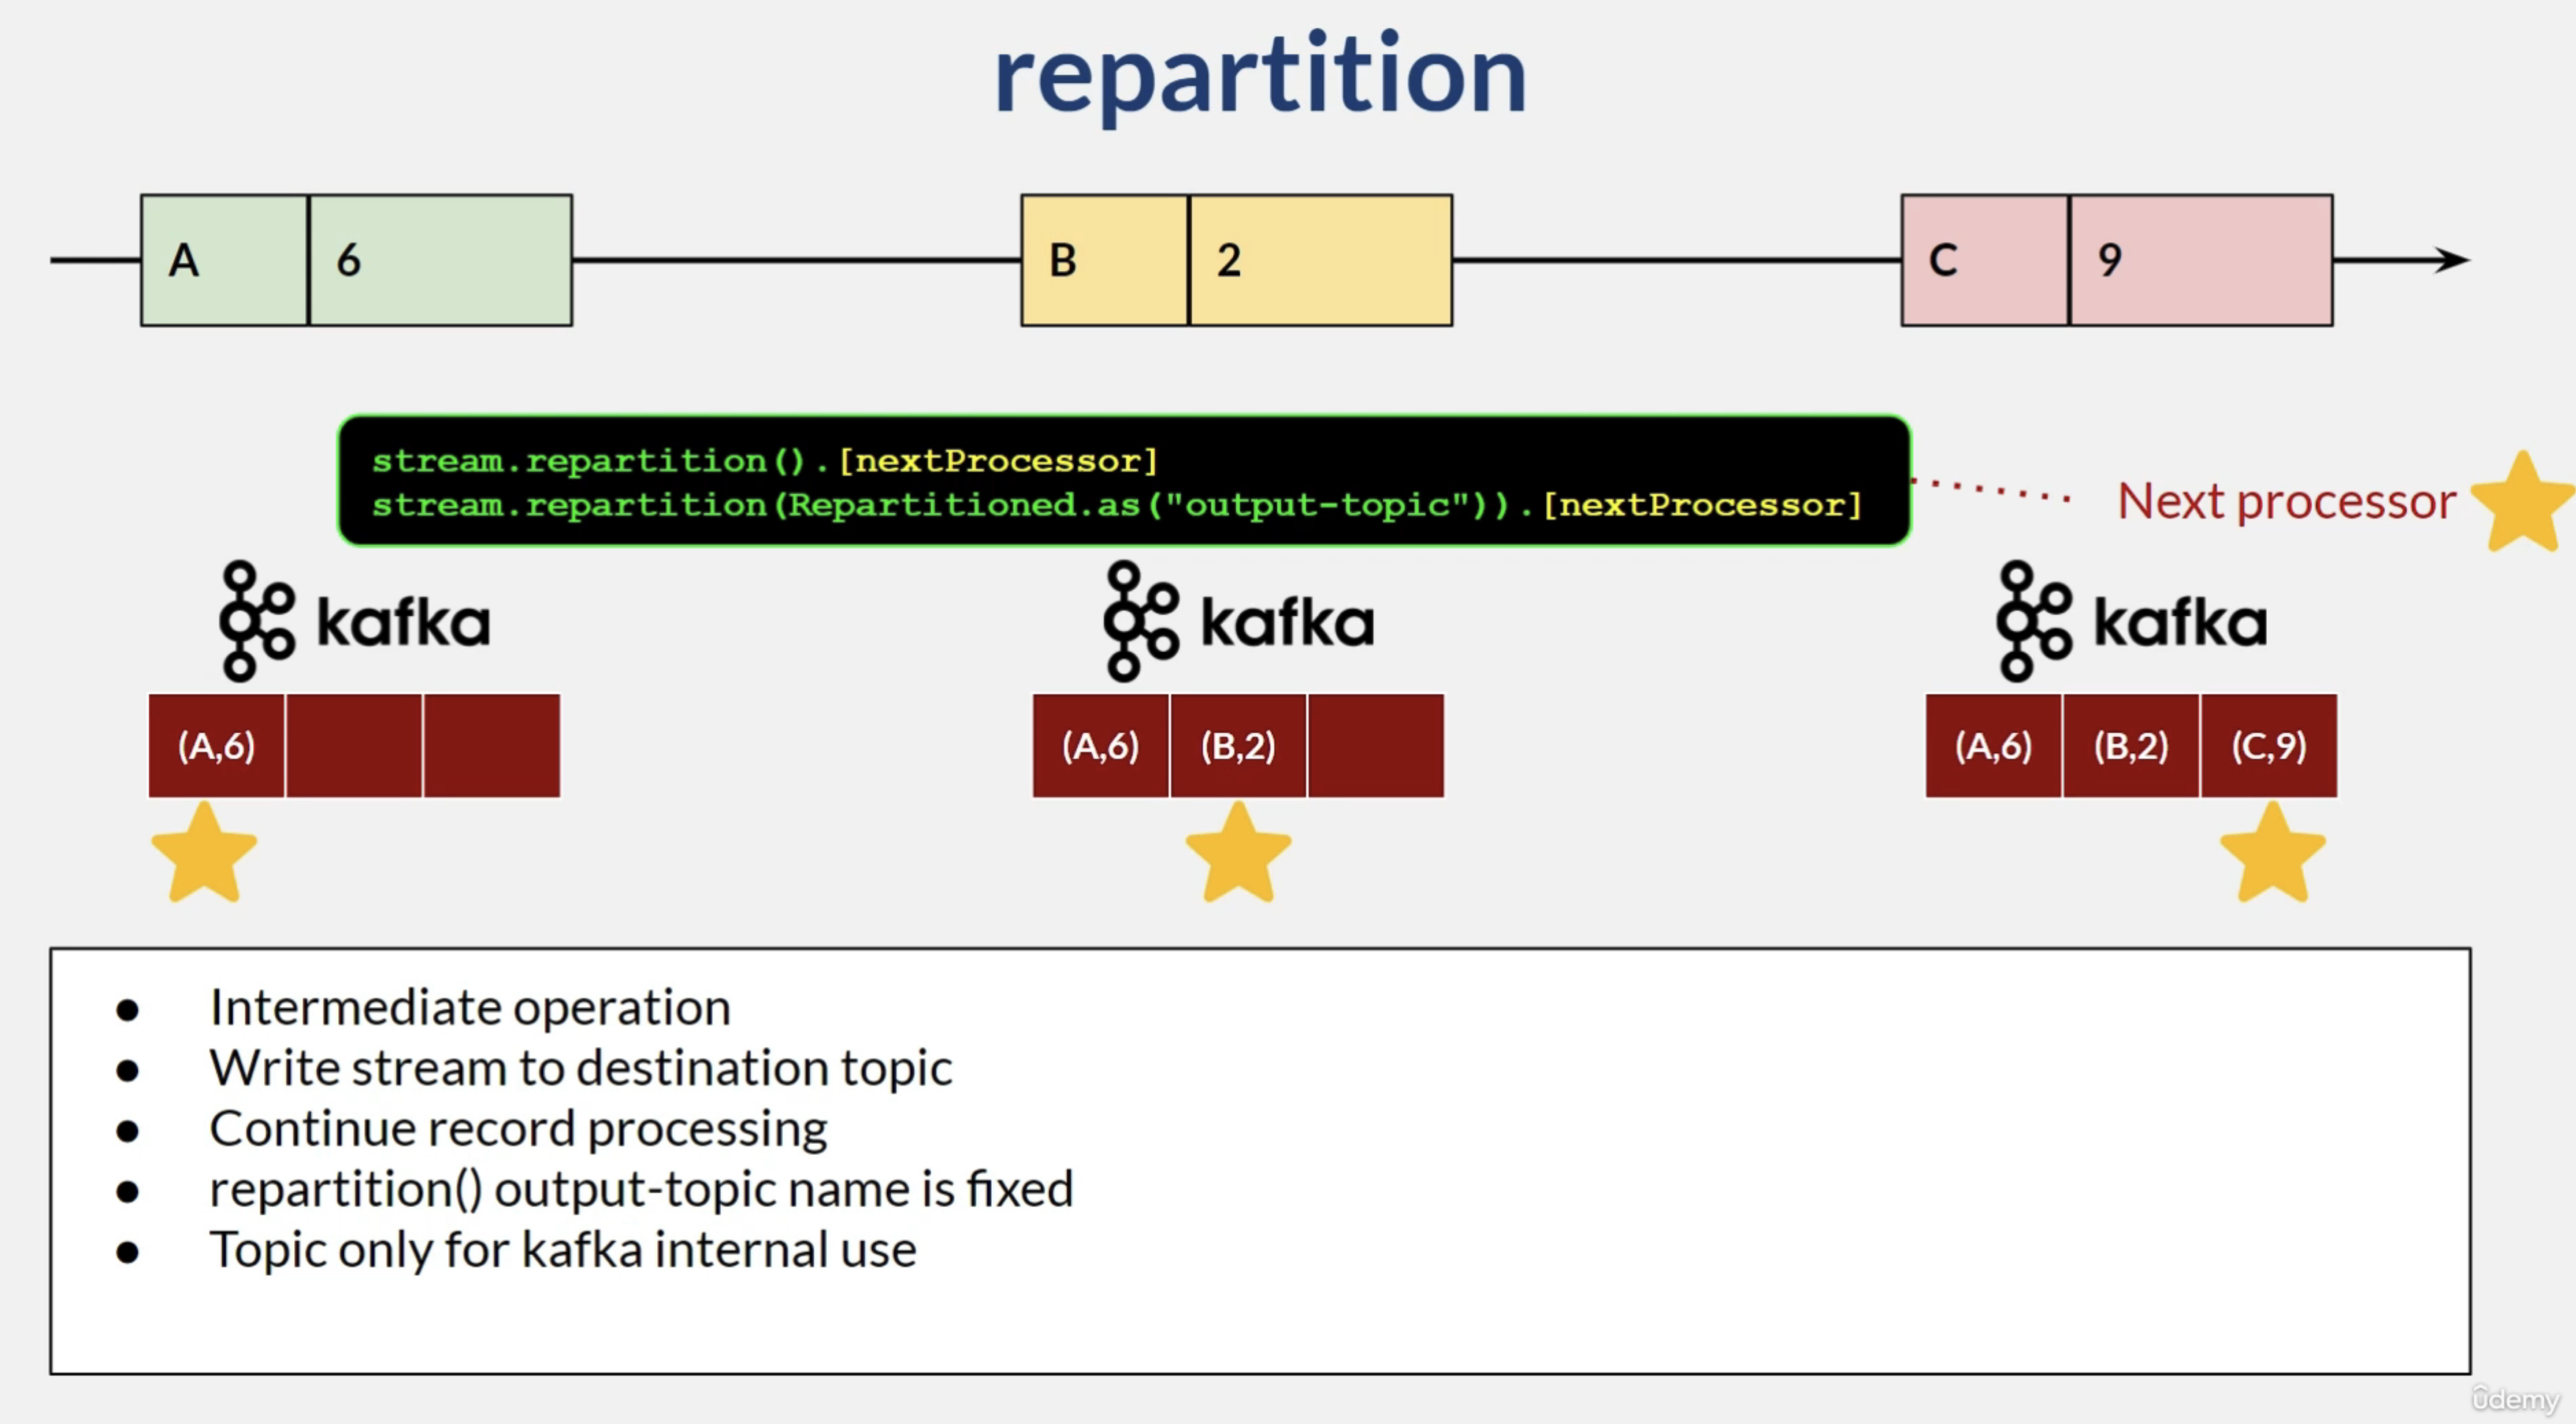 repartition
A 6 B 2 C 9
stream.repartition().[nextProcessor]
stream.repartition(Repartitioned.as("output-topic")).[nextProcessor]
Next processor
kafka kafka kafka
(A,6) (A,6) (B,2) (A,6) (B,2) (C,9)
● Intermediate operation
● Write stream to destination topic
● Continue record processing
● repartition() output-topic name is fixed
● Topic only for kafka internal use
ûdemy